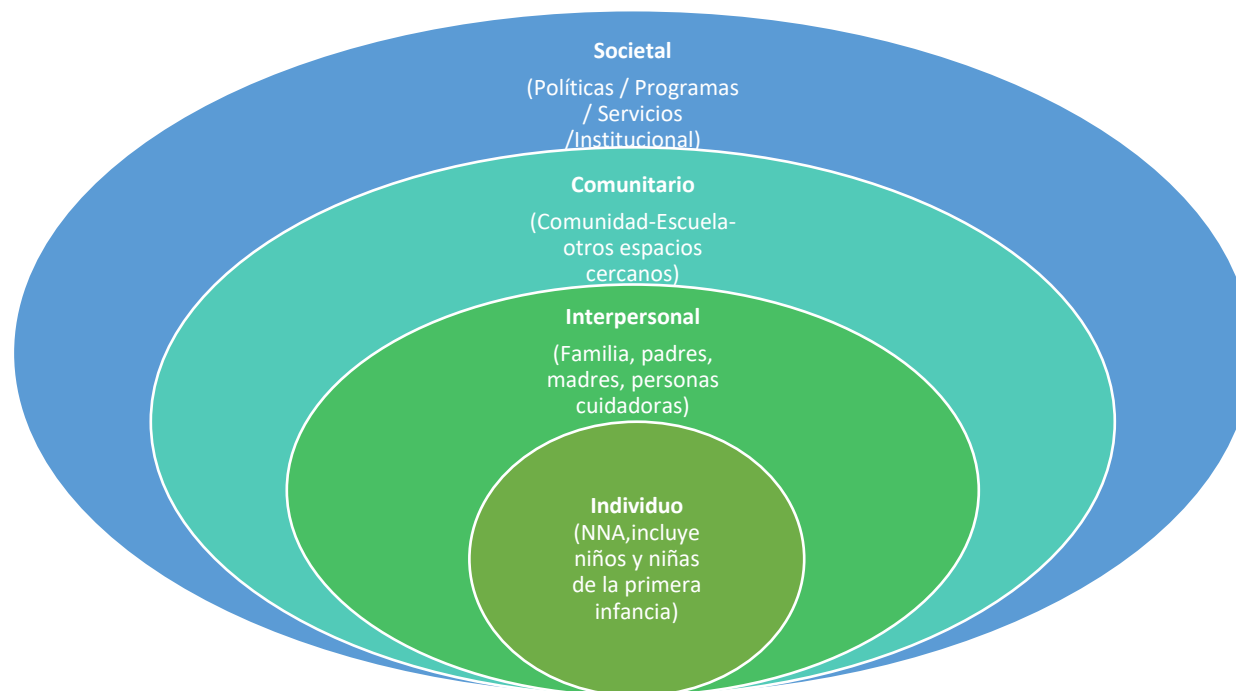 Societal
(Políticas / Programas
/ Servicios
/Institucional)
Comunitario
(Comunidad-Escuela-
otros espacios
cercanos)
Interpersonal
(Familia, padres,
madres, personas
cuidadoras)
Individuo
(NNA,incluye
niños y niñas
de la primera
infancia)